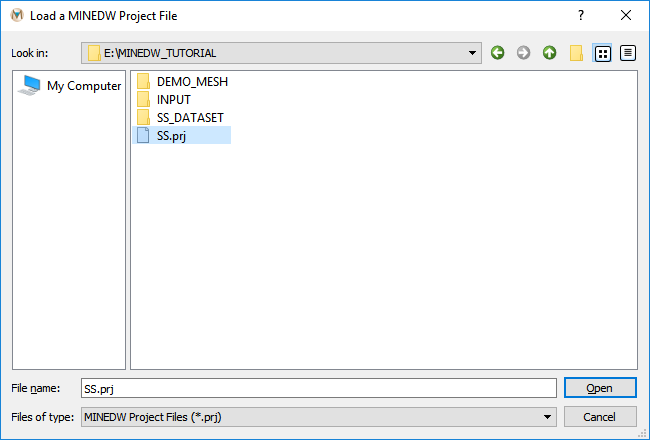 Load a MINEDW Project File
?
Look in:
E:\MINEDW_TUTORIAL
My Computer
DEMO_MESH
INPUT
SS_DATASET
SS.prj
File name:
SS.prj
Open
Files of type:
MINEDW Project Files (*.prj)
Cancel